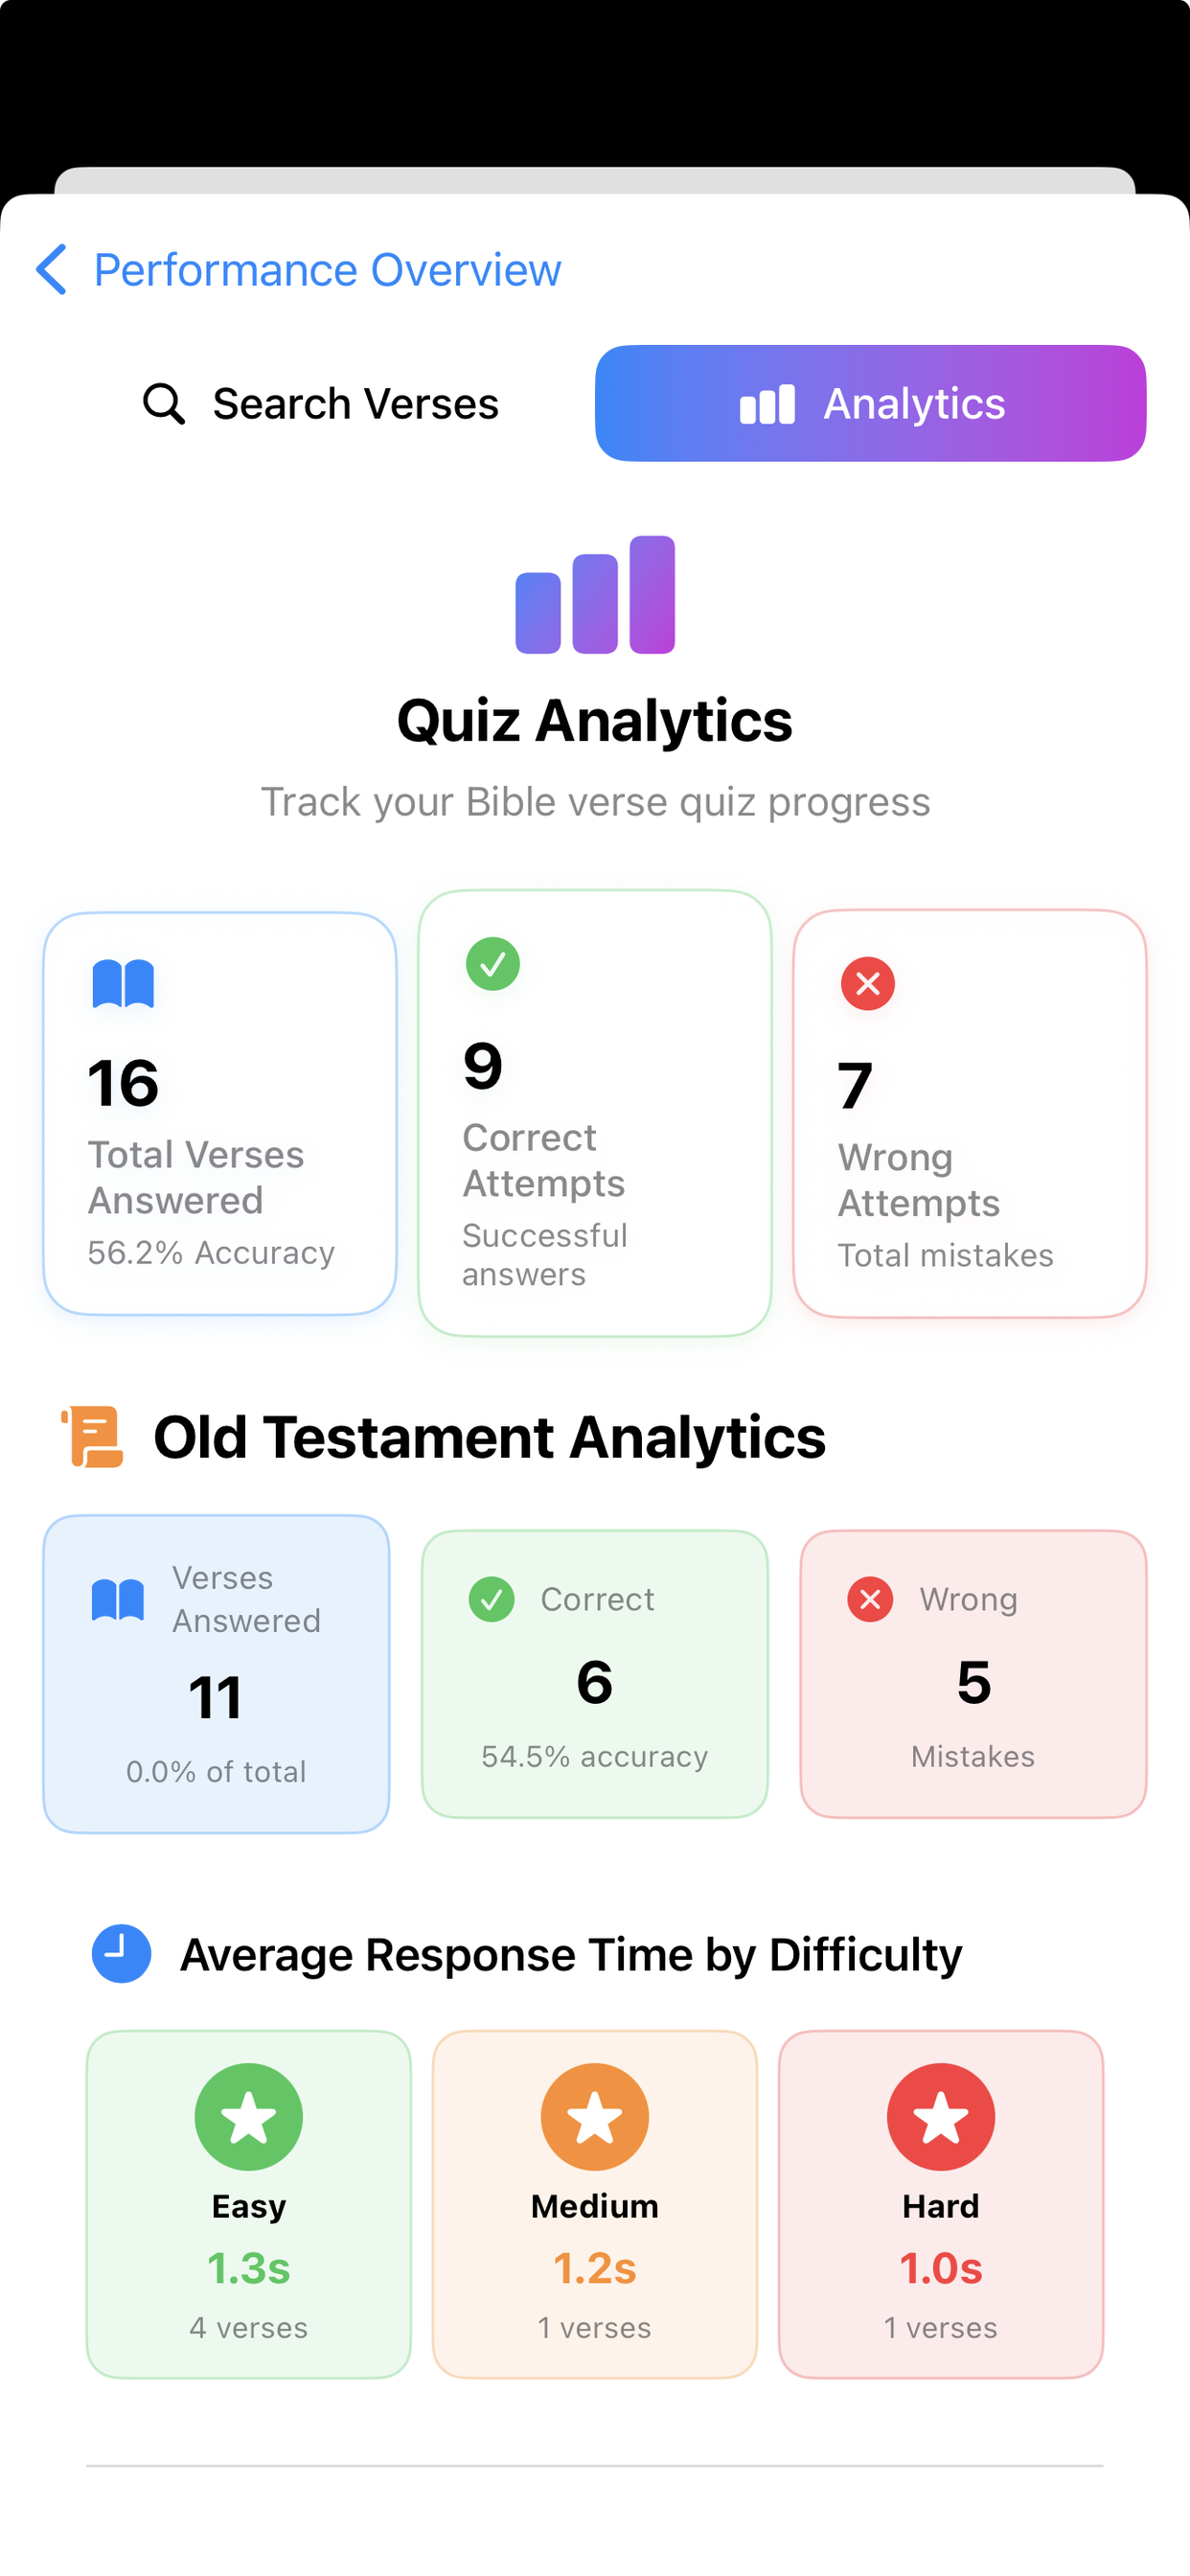 Performance Overview
Search Verses
Analytics
Quiz Analytics
Track your Bible verse quiz progress
16
Total Verses
Answered
56.2% Accuracy
9
Correct
Attempts
Successful
answers
7
Wrong
Attempts
Total mistakes
Old Testament Analytics
Verses
Answered
11
0.0% of total
Correct
6
54.5% accuracy
Wrong
5
Mistakes
Average Response Time by Difficulty
Easy
1.3s
4 verses
Medium
1.2s
1 verses
Hard
1.0s
1 verses